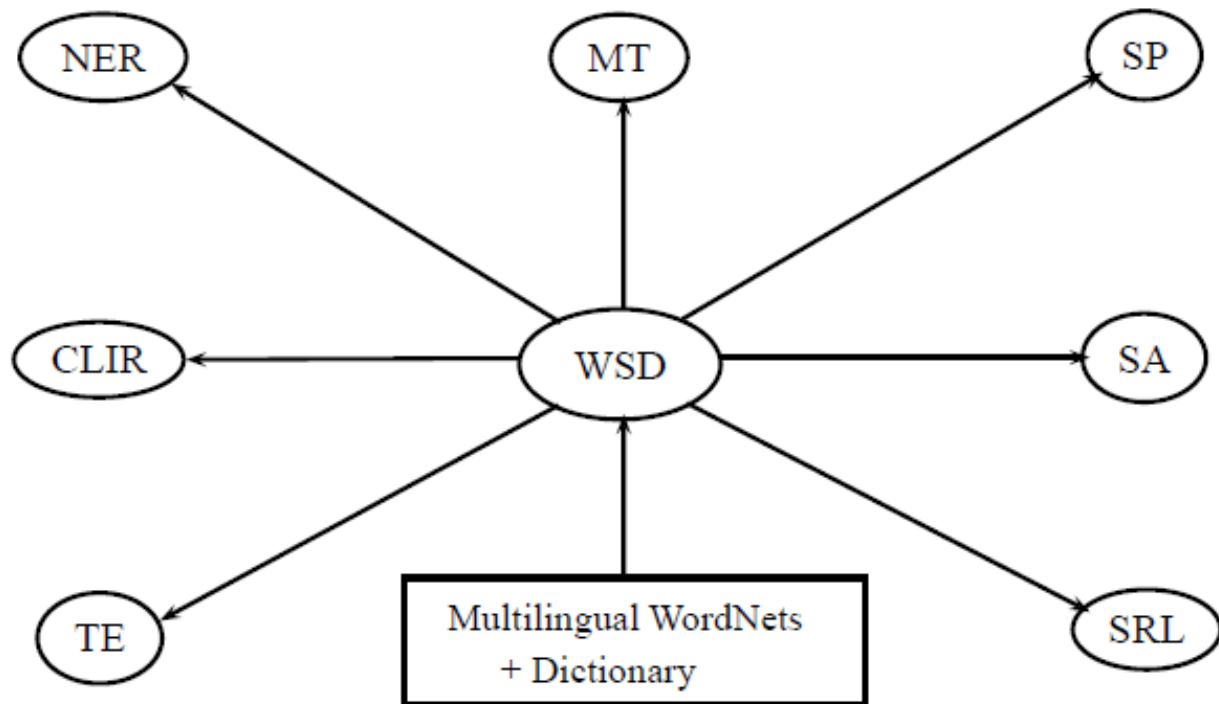 NER
MT
SP
CLIR
WSD
SA
TE
Multilingual WordNets
+ Dictionary
SRL